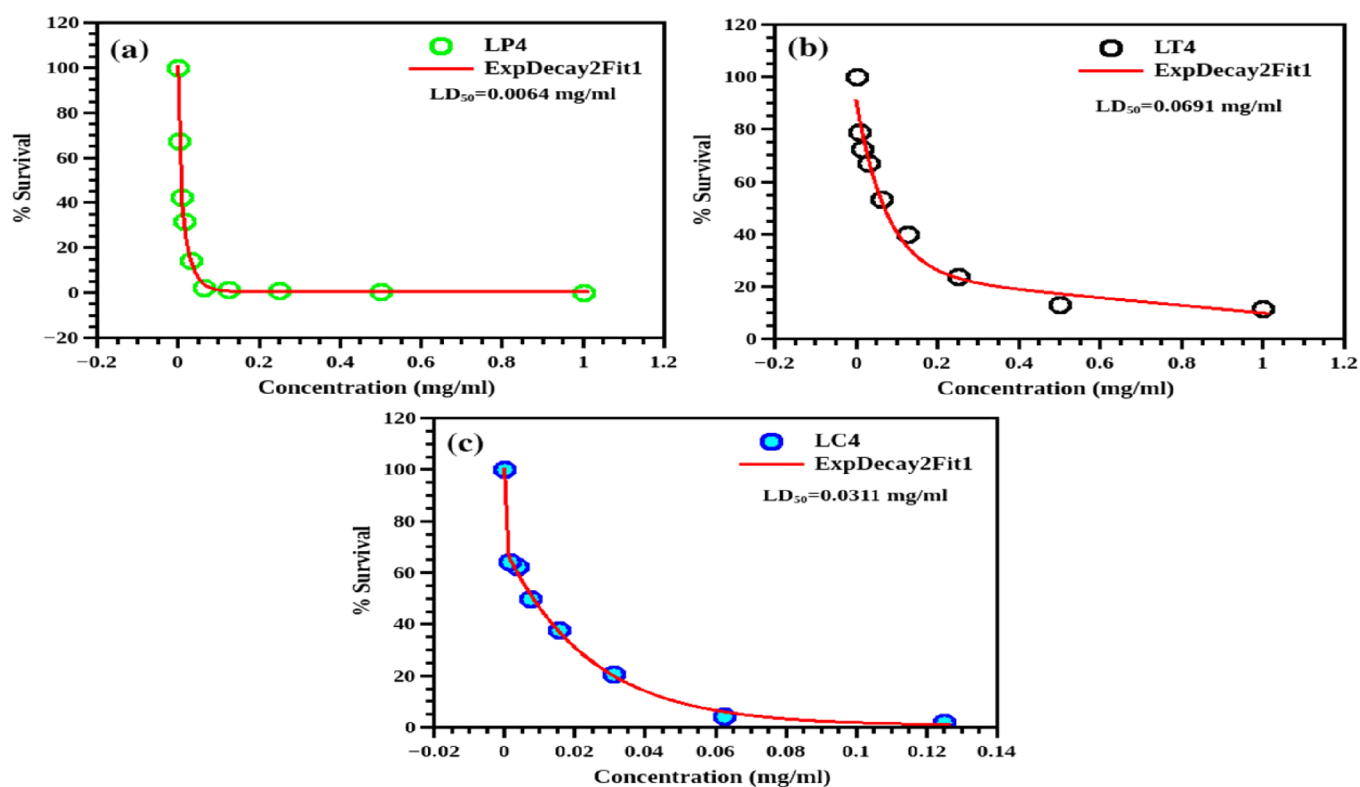 (a)
LP4
ExpDecay2Fit1
LD₅₀=0.0064 mg/ml
% Survival
120
100
80
60
40
20
0
−20
−0.2 0 0.2 0.4 0.6 0.8 1 1.2
Concentration (mg/ml)
(b)
LT4
ExpDecay2Fit1
LD₅₀=0.0691 mg/ml
% Survival
120
100
80
60
40
20
0
−0.2 0 0.2 0.4 0.6 0.8 1 1.2
Concentration (mg/ml)
(c)
LC4
ExpDecay2Fit1
LD₅₀=0.0311 mg/ml
% Survival
120
100
80
60
40
20
0
−0.02 0 0.02 0.04 0.06 0.08 0.1 0.12 0.14
Concentration (mg/ml)